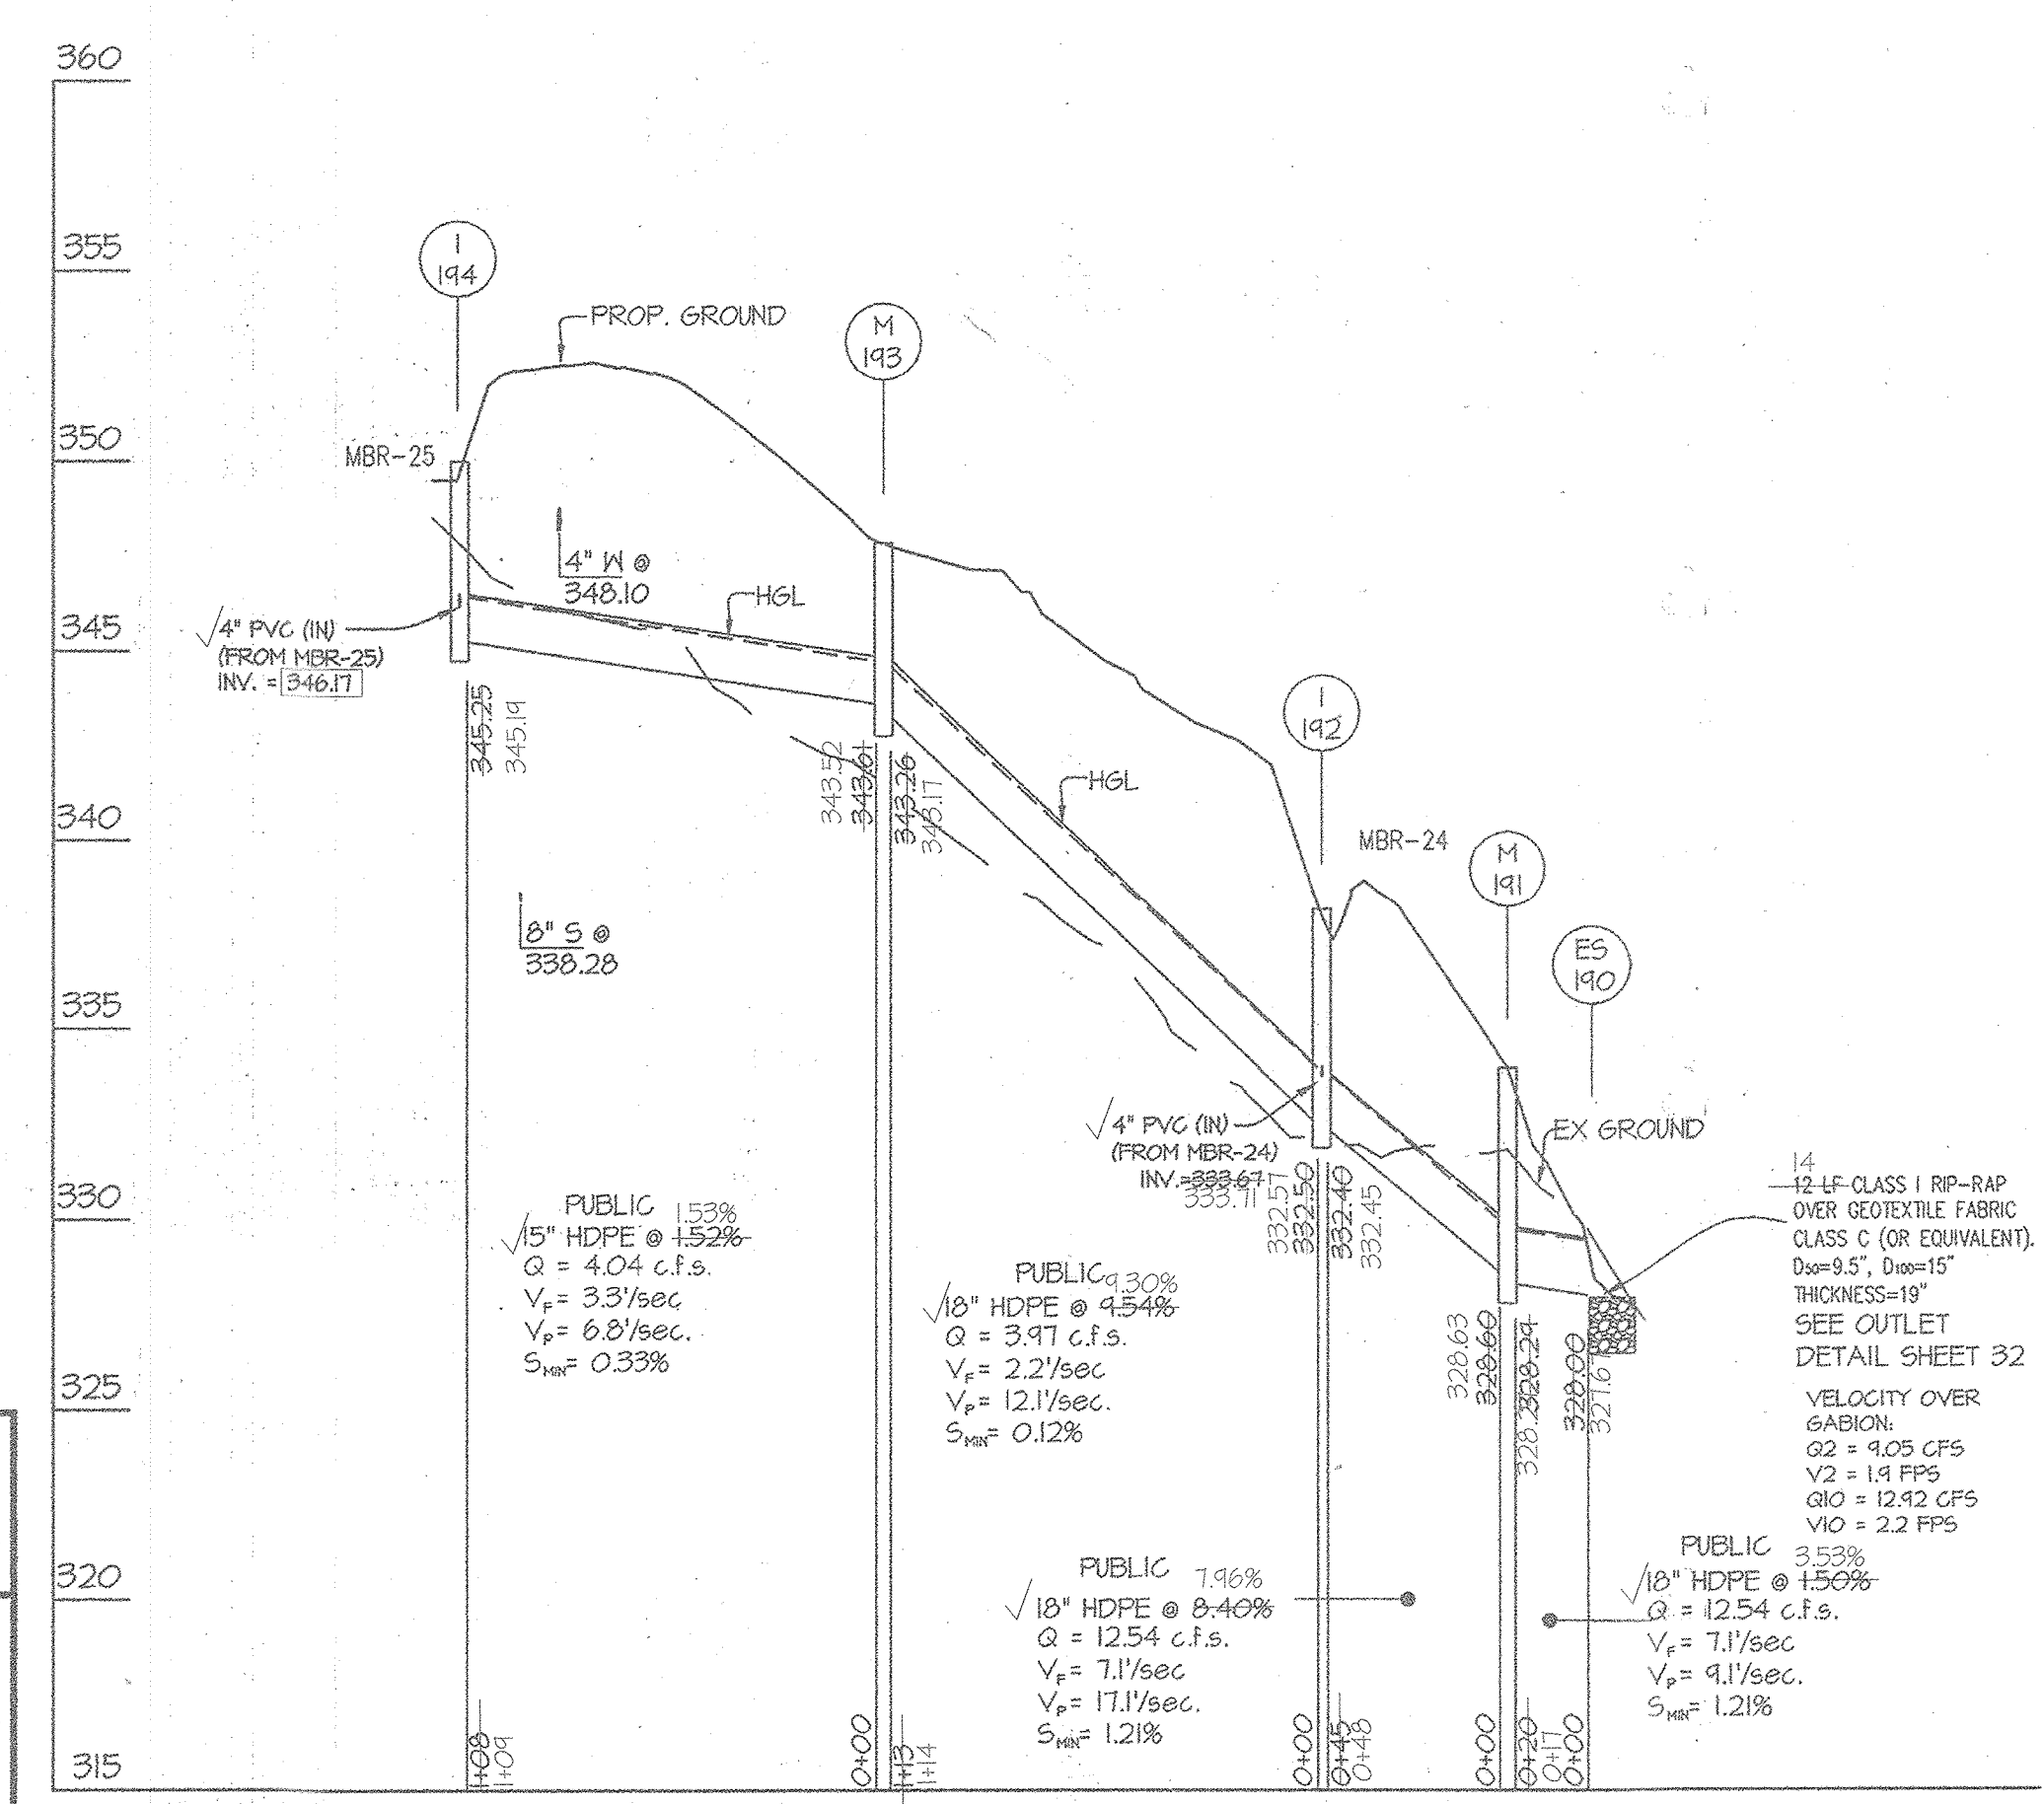 360
355
350
345
340
335
330
325
320
315
I
194
PROP. GROUND
M
193
MBR-25
4" W @
348.10
HGL
√4" PVC (IN)
(FROM MBR-25)
INV. = 346.17
345.25
345.19
343.52
343.61
343.26
343.17
HGL
8" S @
338.28
I
192
MBR-24
M
191
ES
190
√4" PVC (IN)
(FROM MBR-24)
INV.=333.67
333.71
EX GROUND
332.57
332.50
332.40
332.45
328.63
328.60
328.29
328.00
14
12 LF CLASS I RIP-RAP
OVER GEOTEXTILE FABRIC
CLASS C (OR EQUIVALENT).
D50=9.5", D100=15"
THICKNESS=19"
SEE OUTLET
DETAIL SHEET 32
VELOCITY OVER
GABION:
Q2 = 9.05 CFS
V2 = 1.9 FPS
Q10 = 12.92 CFS
V10 = 2.2 FPS
PUBLIC
1.53%
√15" HDPE @ 1.52%
Q = 4.04 c.f.s.
VF= 3.3'/sec
VP= 6.8'/sec.
SMIN= 0.33%
PUBLIC
9.30%
√18" HDPE @ 9.54%
Q = 3.97 c.f.s.
VF= 2.2'/sec
VP= 12.1'/sec.
SMIN= 0.12%
PUBLIC
7.96%
√18" HDPE @ 8.40%
Q = 12.54 c.f.s.
VF= 7.1'/sec
VP= 17.1'/sec.
SMIN= 1.21%
PUBLIC
3.53%
√18" HDPE @ 1.50%
Q = 12.54 c.f.s.
VF= 7.1'/sec
VP= 9.1'/sec.
SMIN= 1.21%
1+08
1+09
0+00
1+13
1+14
0+00
0+45
0+48
0+00
0+20
0+17
0+00